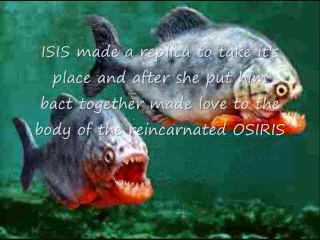 ISIS made a replica to take it's
place and after she put him
bact together made love to the
body of the reincarnated OSIRIS